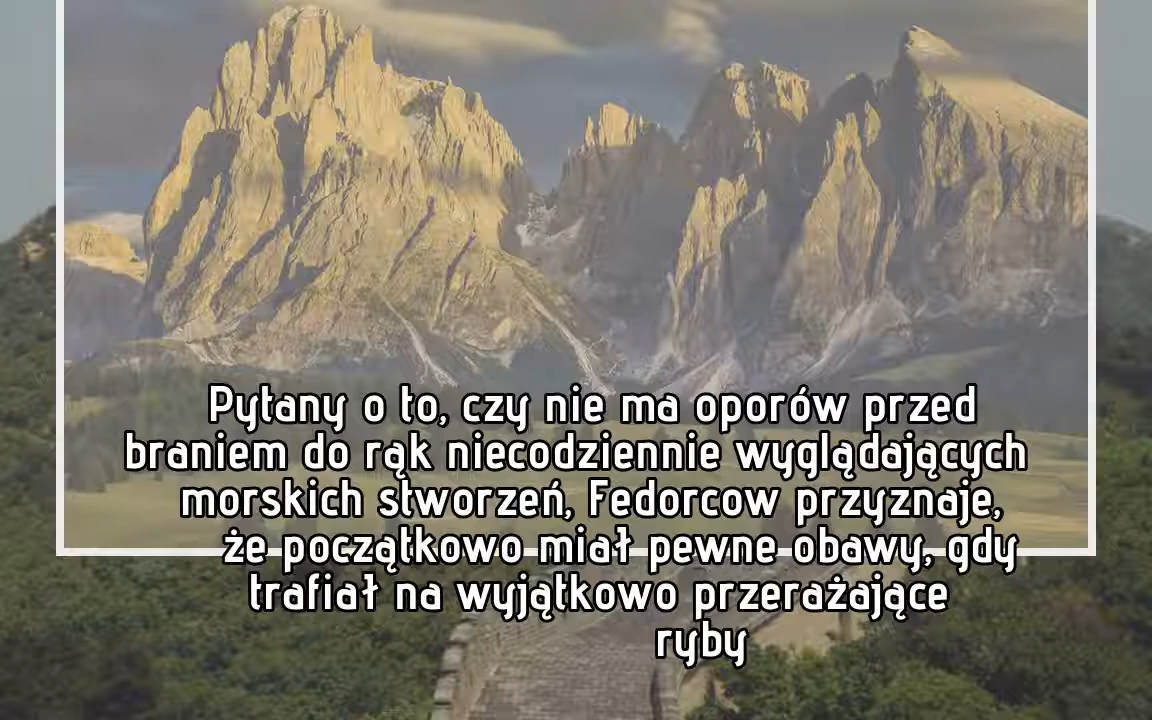 Pytany o to, czy nie ma oporów przed
braniem do rąk niecodziennie wyglądających
morskich stworzeń, Fedorcow przyznaje,
że początkowo miał pewne obawy, gdy
trafiał na wyjątkowo przerażające
ryby